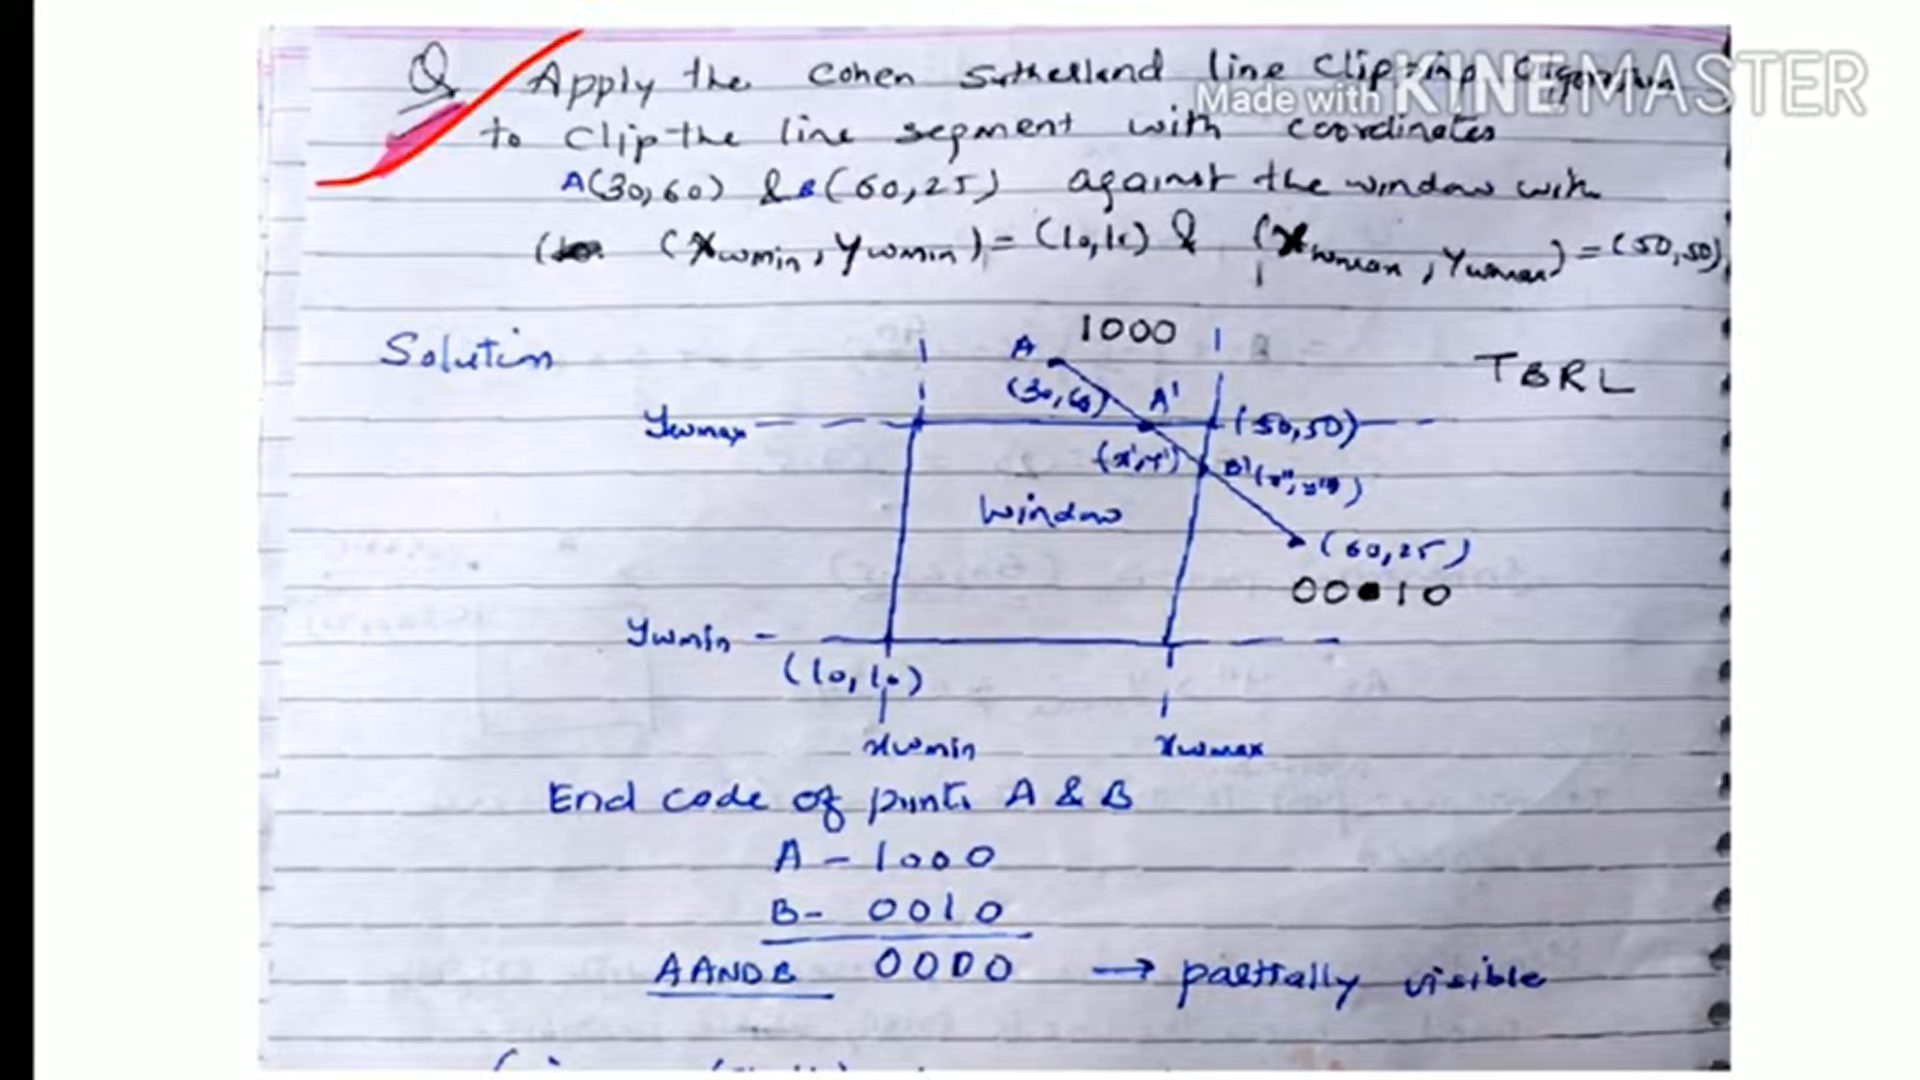 Q Apply the Cohen Sutherland line clipping algorithm
Made with KINEMASTER
to clip the line segment with coordinates
A(30,60) & B(60,25) against the window with
(Xwmin, Ywmin) = (10,10) & (Xwmax, Ywmax) = (50,50)
Solution
1000
TBRL
A
(30,60)
A'
Ywmax
(50,50)
(x',y')
B'(x'',y'')
Window
(60,25)
0010
Ywmin
(10,10)
xwmin
xwmax
End code of points A & B
A - 1000
B - 0010
A AND B 0000 → partially visible